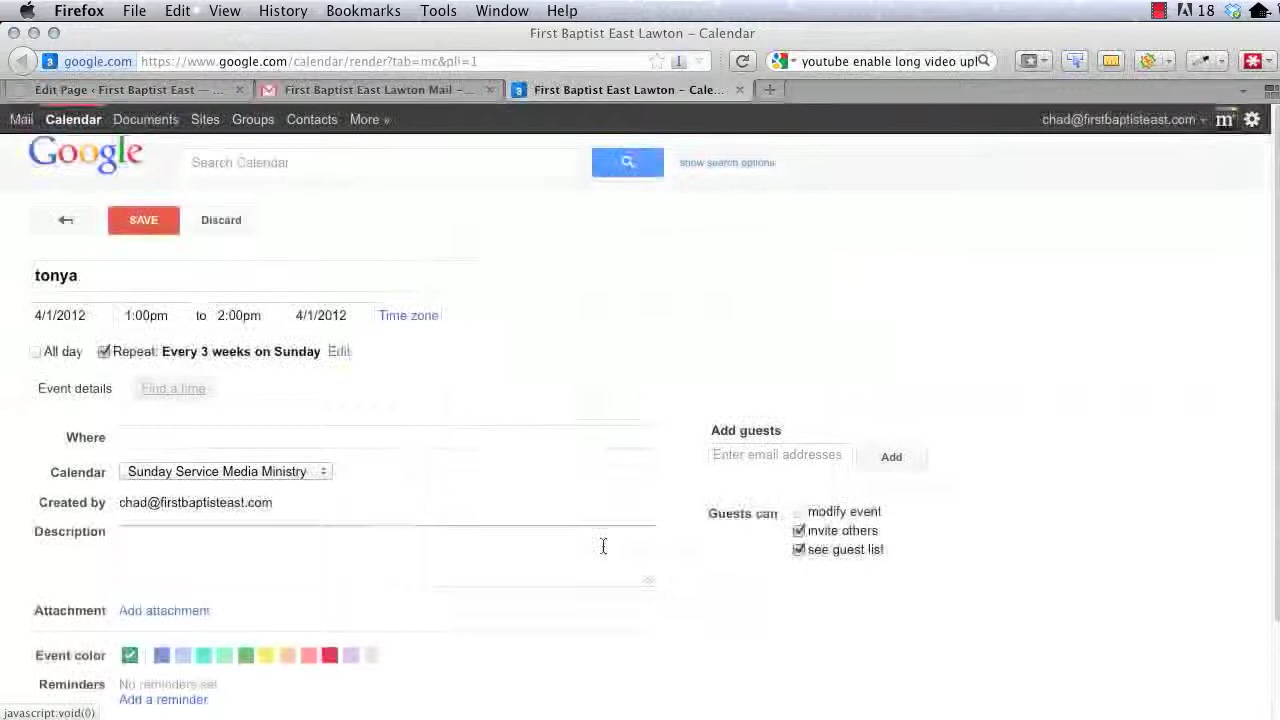 Firefox File Edit View History Bookmarks Tools Window Help 18
First Baptist East Lawton – Calendar
google.com https://www.google.com/calendar/render?tab=mc&pli=1 youtube enable long video upl
Edit Page ‹ First Baptist East — ... First Baptist East Lawton Mail – ... First Baptist East Lawton – Cale...
Mail Calendar Documents Sites Groups Contacts More » chad@firstbaptisteast.com m
Google Search Calendar show search options
SAVE Discard
tonya
4/1/2012 1:00pm to 2:00pm 4/1/2012 Time zone
All day Repeat: Every 3 weeks on Sunday Edit
Event details Find a time
Where
Calendar Sunday Service Media Ministry
Created by chad@firstbaptisteast.com
Description
Attachment Add attachment
Event color
Reminders No reminders set
Add a reminder
Add guests
Enter email addresses Add
Guests can modify event
invite others
see guest list
javascript:void(0)